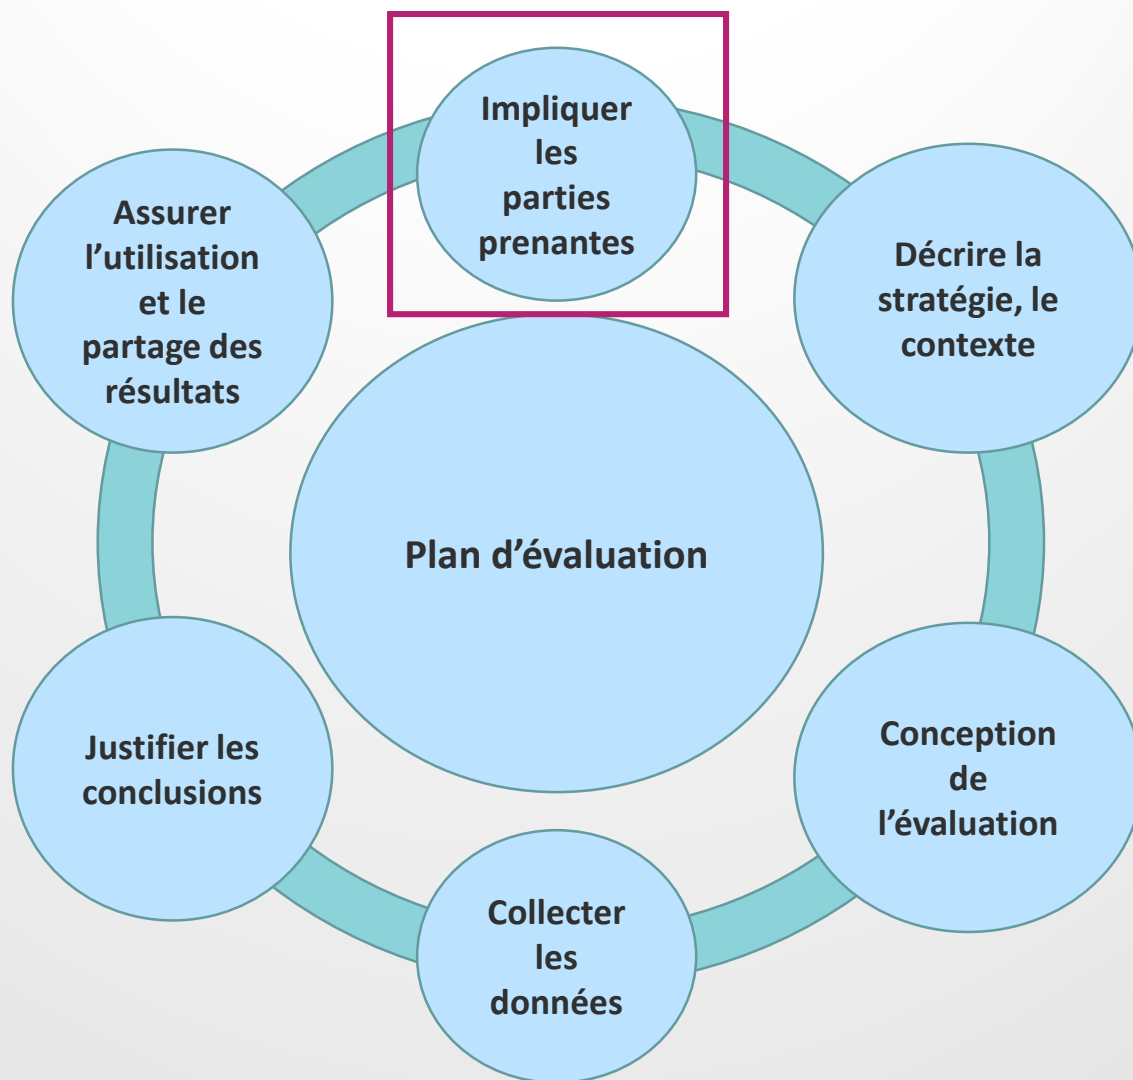 Impliquer
les
parties
prenantes
Décrire la
stratégie, le
contexte
Conception
de
l’évaluation
Collecter
les
données
Justifier les
conclusions
Assurer
l’utilisation
et le
partage des
résultats
Plan d’évaluation